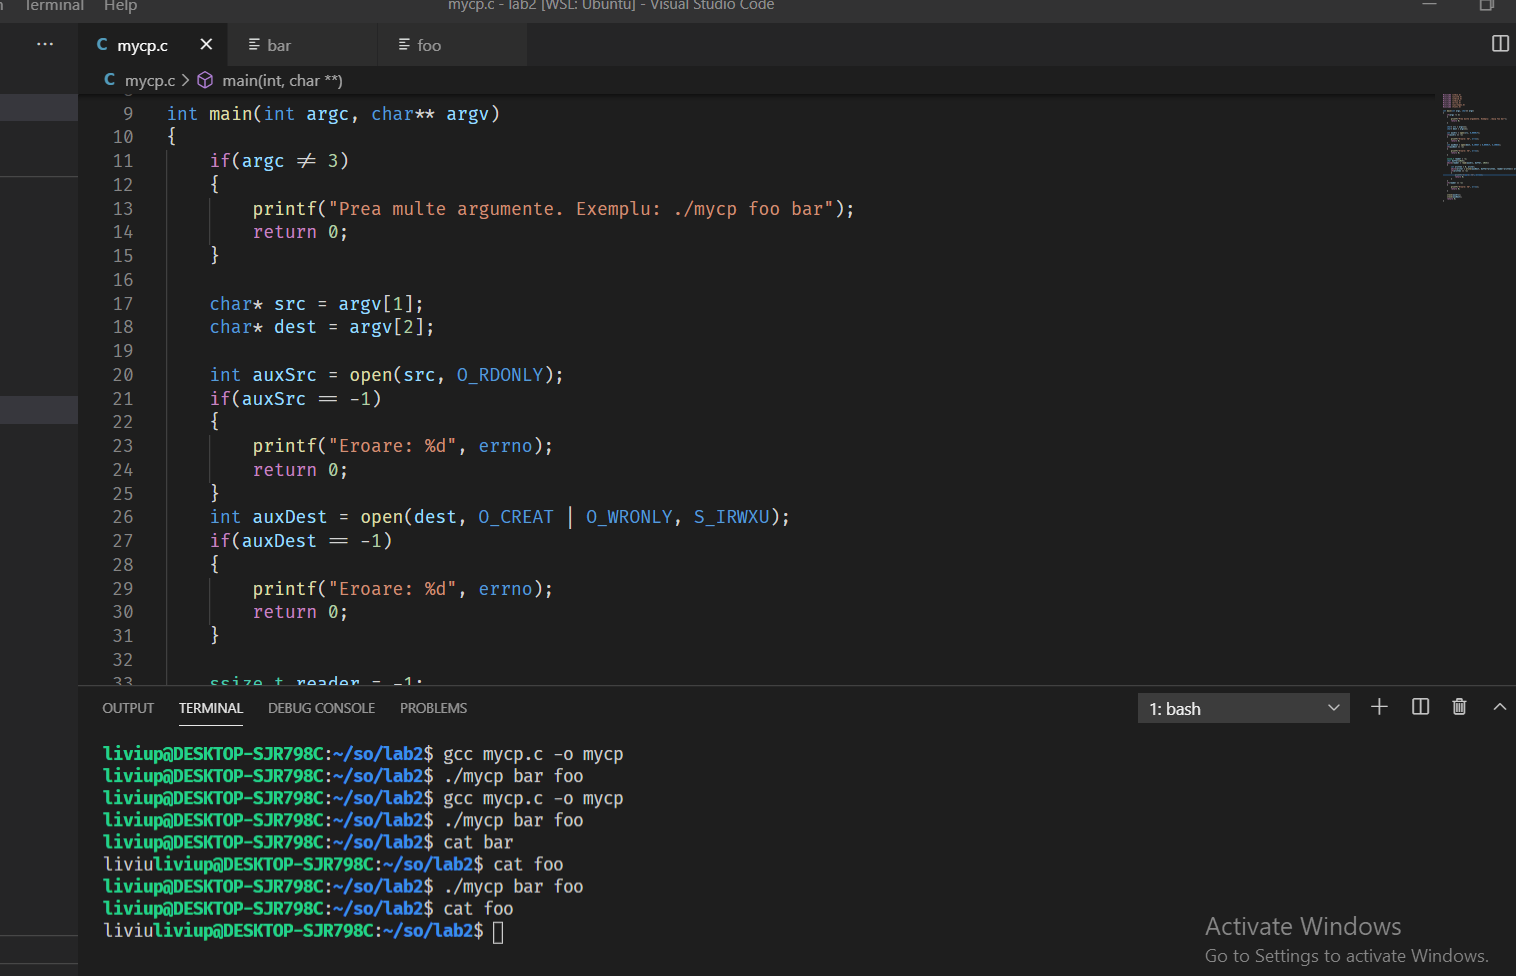 Terminal Help mycp.c - lab2 [WSL: Ubuntu] - Visual Studio Code
... C mycp.c × bar foo
C mycp.c > main(int, char **)
9 int main(int argc, char** argv)
10 {
11 if(argc ≠ 3)
12 {
13 printf("Prea multe argumente. Exemplu: ./mycp foo bar");
14 return 0;
15 }
16
17 char* src = argv[1];
18 char* dest = argv[2];
19
20 int auxSrc = open(src, O_RDONLY);
21 if(auxSrc == -1)
22 {
23 printf("Eroare: %d", errno);
24 return 0;
25 }
26 int auxDest = open(dest, O_CREAT | O_WRONLY, S_IRWXU);
27 if(auxDest == -1)
28 {
29 printf("Eroare: %d", errno);
30 return 0;
31 }
32
33 ssize_t reader = -1;
OUTPUT TERMINAL DEBUG CONSOLE PROBLEMS 1: bash
liviup@DESKTOP-SJR798C:~/so/lab2$ gcc mycp.c -o mycp
liviup@DESKTOP-SJR798C:~/so/lab2$ ./mycp bar foo
liviup@DESKTOP-SJR798C:~/so/lab2$ gcc mycp.c -o mycp
liviup@DESKTOP-SJR798C:~/so/lab2$ ./mycp bar foo
liviup@DESKTOP-SJR798C:~/so/lab2$ cat bar
liviuliviup@DESKTOP-SJR798C:~/so/lab2$ cat foo
liviup@DESKTOP-SJR798C:~/so/lab2$ ./mycp bar foo
liviup@DESKTOP-SJR798C:~/so/lab2$ cat foo
liviuliviup@DESKTOP-SJR798C:~/so/lab2$
Activate Windows
Go to Settings to activate Windows.